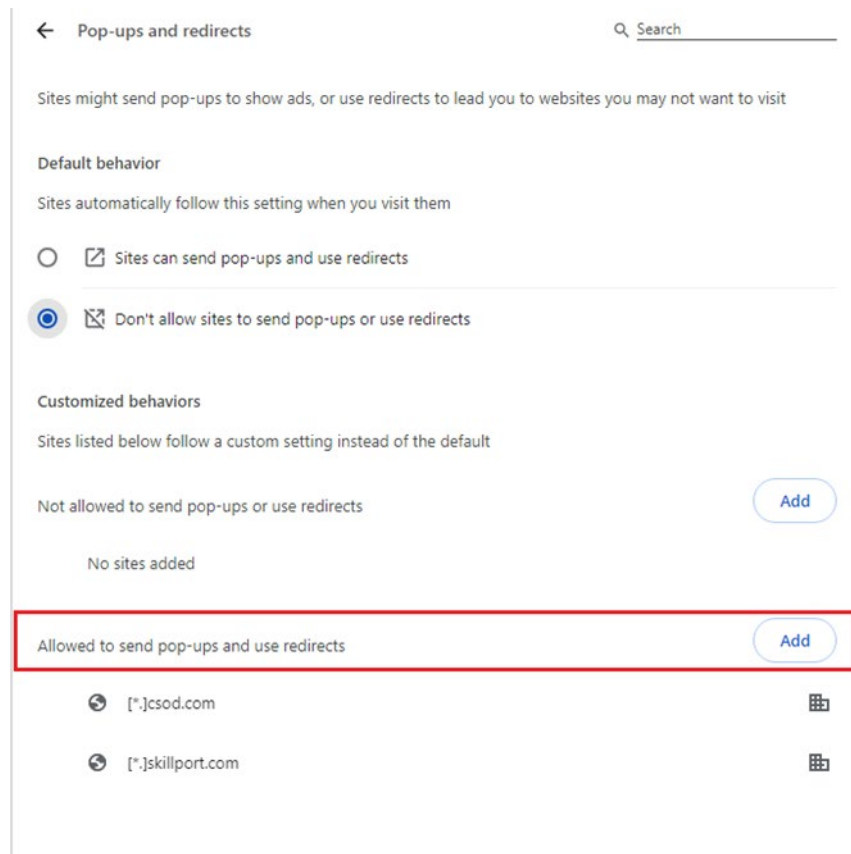 Pop-ups and redirects
Search
Sites might send pop-ups to show ads, or use redirects to lead you to websites you may not want to visit
Default behavior
Sites automatically follow this setting when you visit them
Sites can send pop-ups and use redirects
Don't allow sites to send pop-ups or use redirects
Customized behaviors
Sites listed below follow a custom setting instead of the default
Not allowed to send pop-ups or use redirects
Add
No sites added
Allowed to send pop-ups and use redirects
Add
[*.]csod.com
[*.]skillport.com